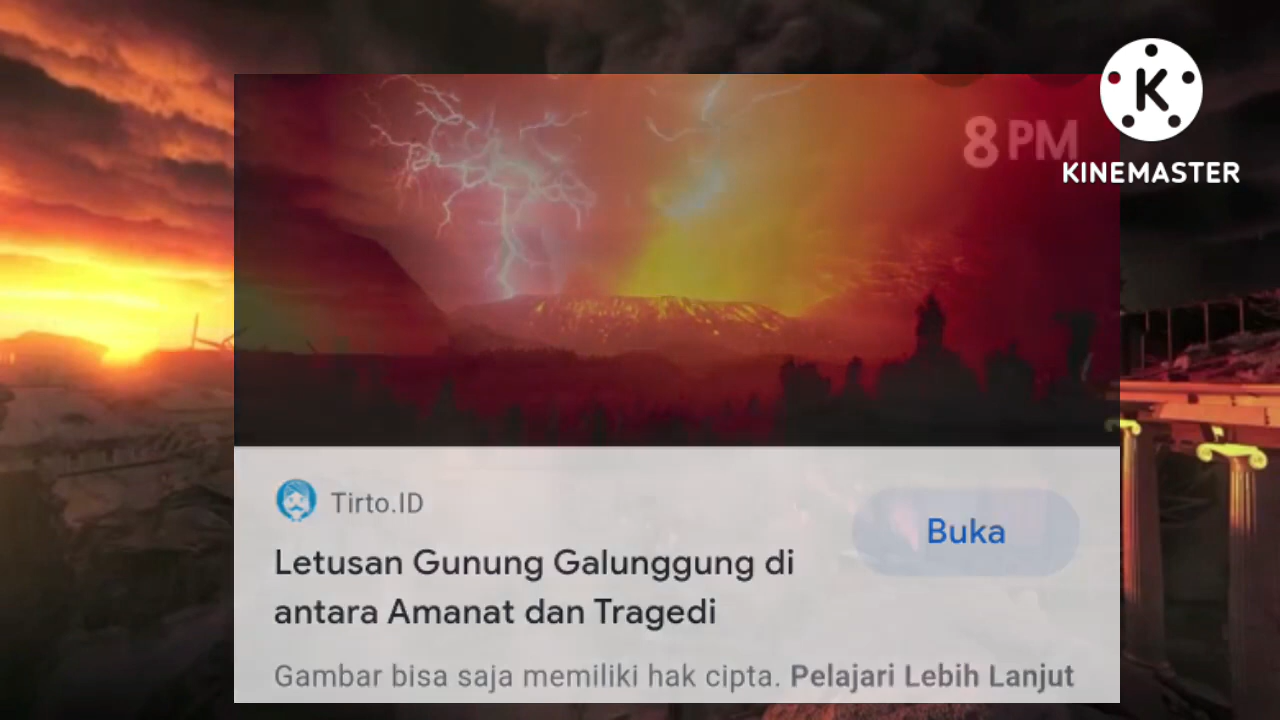 8 PM
KINEMASTER
Tirto.ID
Buka
Letusan Gunung Galunggung di
antara Amanat dan Tragedi
Gambar bisa saja memiliki hak cipta. Pelajari Lebih Lanjut